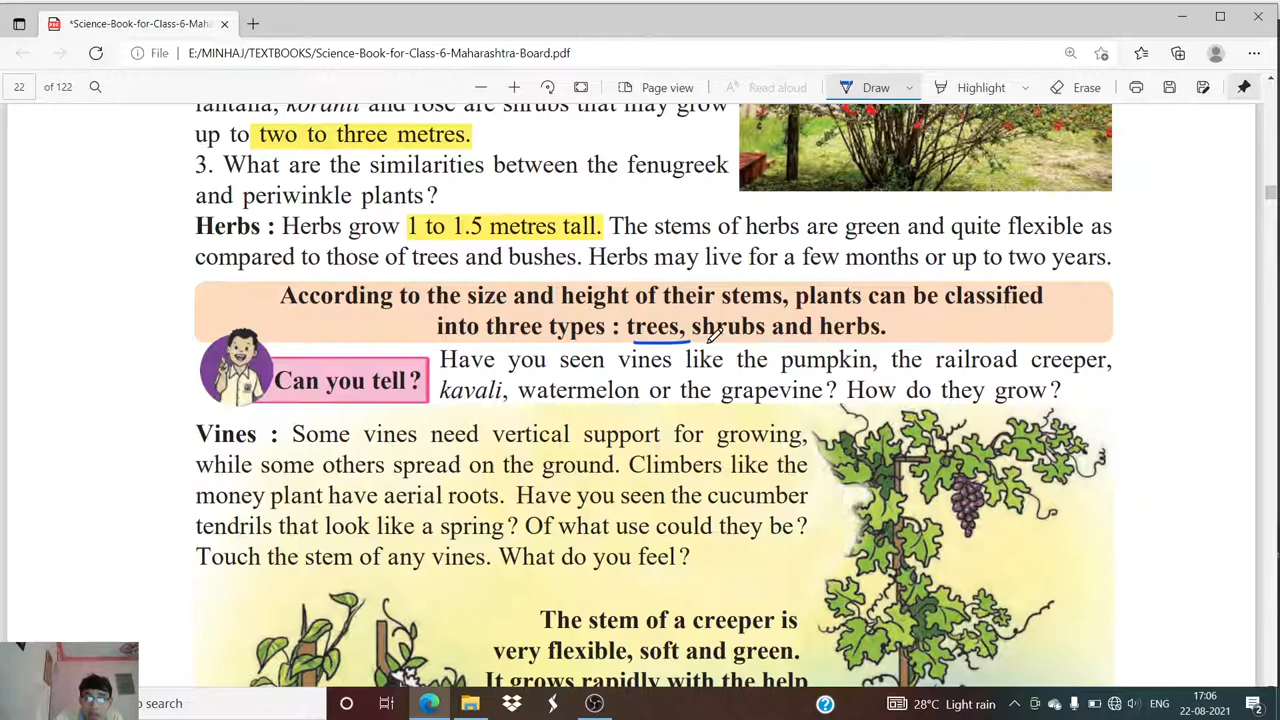 *Science-Book-for-Class-6-Maha
File
E:/MINHAJ/TEXTBOOKS/Science-Book-for-Class-6-Maharashtra-Board.pdf
22 of 122
Page view
Read aloud
Draw
Highlight
Erase
up to two to three metres.
3. What are the similarities between the fenugreek
and periwinkle plants?
Herbs : Herbs grow 1 to 1.5 metres tall. The stems of herbs are green and quite flexible as
compared to those of trees and bushes. Herbs may live for a few months or up to two years.
According to the size and height of their stems, plants can be classified
into three types : trees, shrubs and herbs.
Can you tell?
Have you seen vines like the pumpkin, the railroad creeper,
kavali, watermelon or the grapevine? How do they grow?
Vines : Some vines need vertical support for growing,
while some others spread on the ground. Climbers like the
money plant have aerial roots. Have you seen the cucumber
tendrils that look like a spring? Of what use could they be?
Touch the stem of any vines. What do you feel?
The stem of a creeper is
very flexible, soft and green.
It grows rapidly with the help
search
28°C Light rain
ENG
17:06
22-08-2021
2